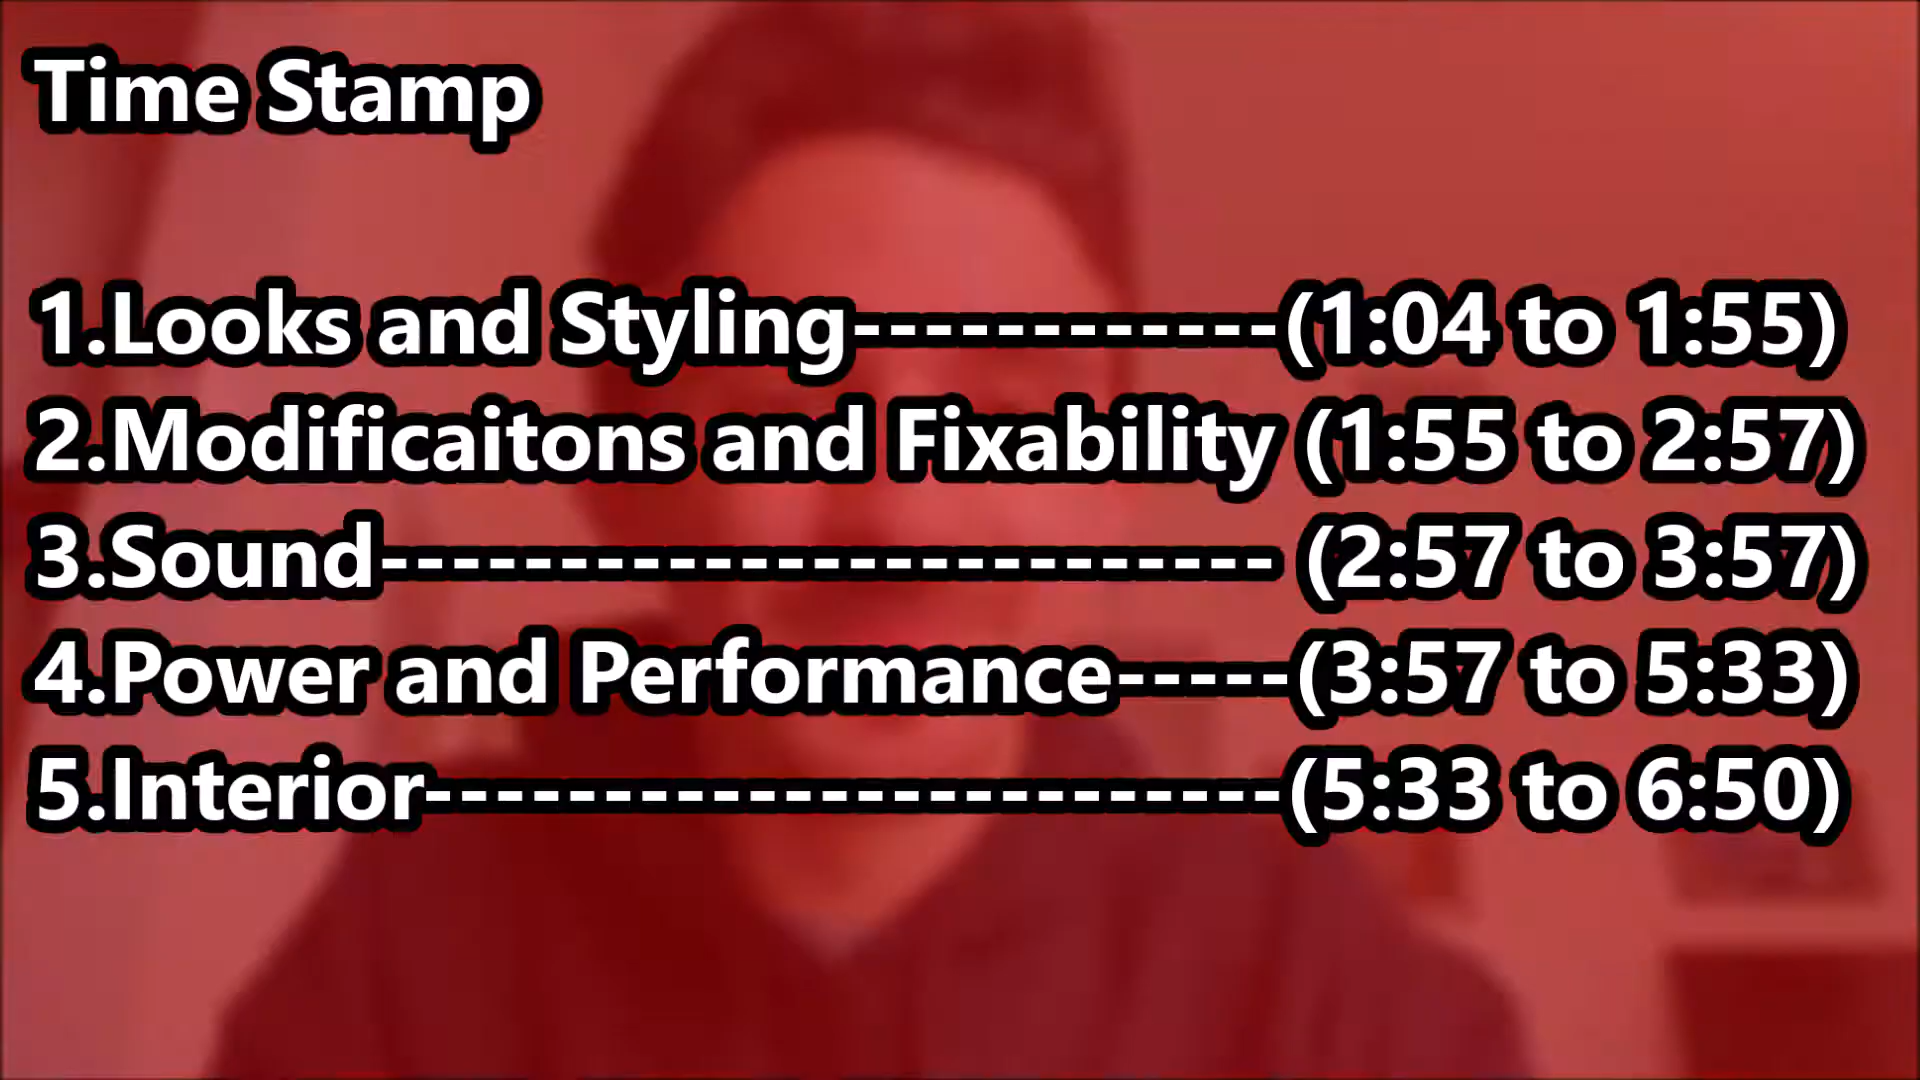 Time Stamp
1.Looks and Styling------------(1:04 to 1:55)
2.Modificaitons and Fixability (1:55 to 2:57)
3.Sound------------------------- (2:57 to 3:57)
4.Power and Performance-----(3:57 to 5:33)
5.Interior------------------------(5:33 to 6:50)